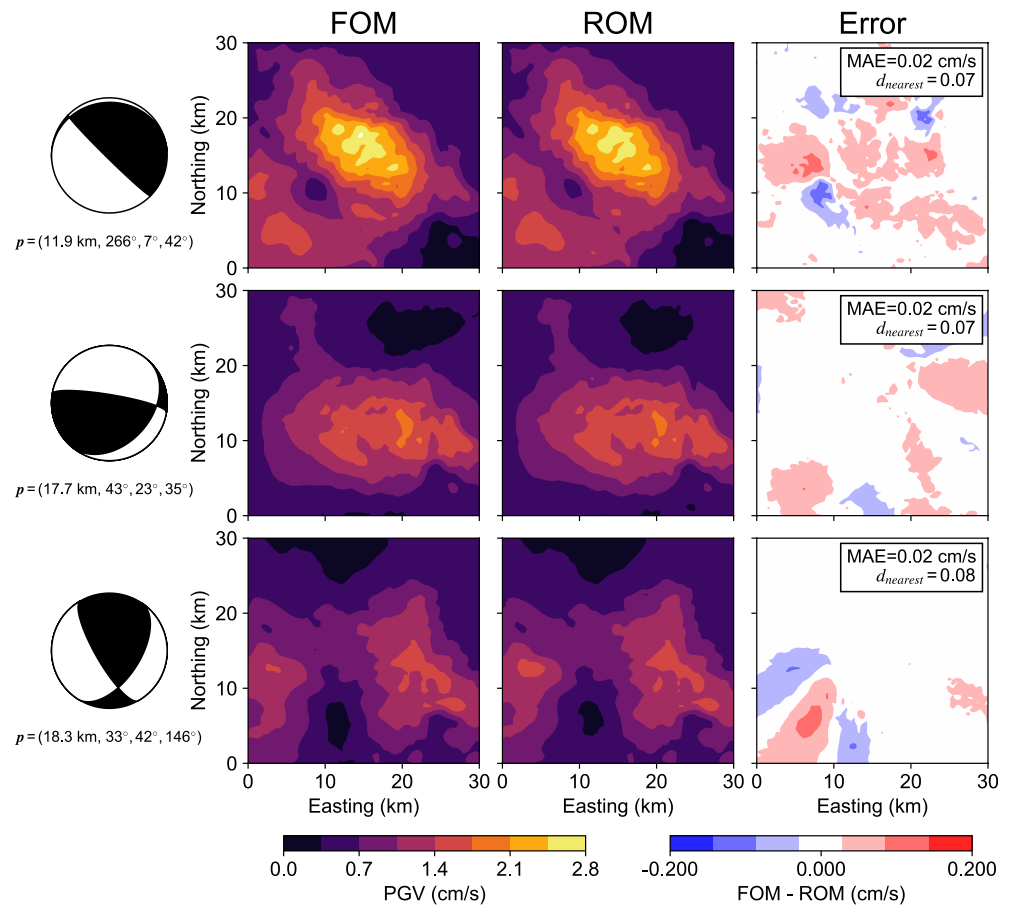 FOM
ROM
Error
30
20
10
0
Northing (km)
MAE=0.02 cm/s
dnearest = 0.07
p = (11.9 km, 266°, 7°, 42°)
30
20
10
0
Northing (km)
MAE=0.02 cm/s
dnearest = 0.07
p = (17.7 km, 43°, 23°, 35°)
30
20
10
0
Northing (km)
MAE=0.02 cm/s
dnearest = 0.08
p = (18.3 km, 33°, 42°, 146°)
0 10 20 30
0 10 20 30
0 10 20 30
Easting (km)
Easting (km)
Easting (km)
0.0 0.7 1.4 2.1 2.8
PGV (cm/s)
-0.200 0.000 0.200
FOM - ROM (cm/s)